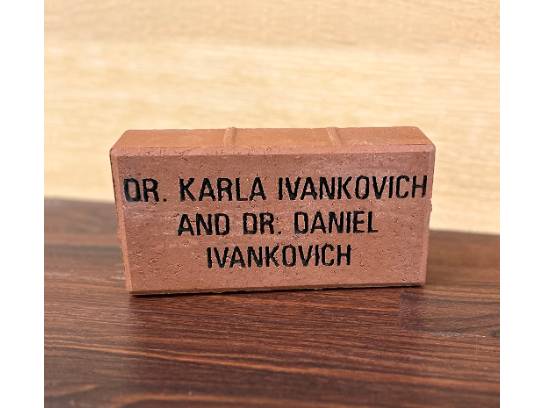 DR. KARLA IVANKOVICH
AND DR. DANIEL
IVANKOVICH